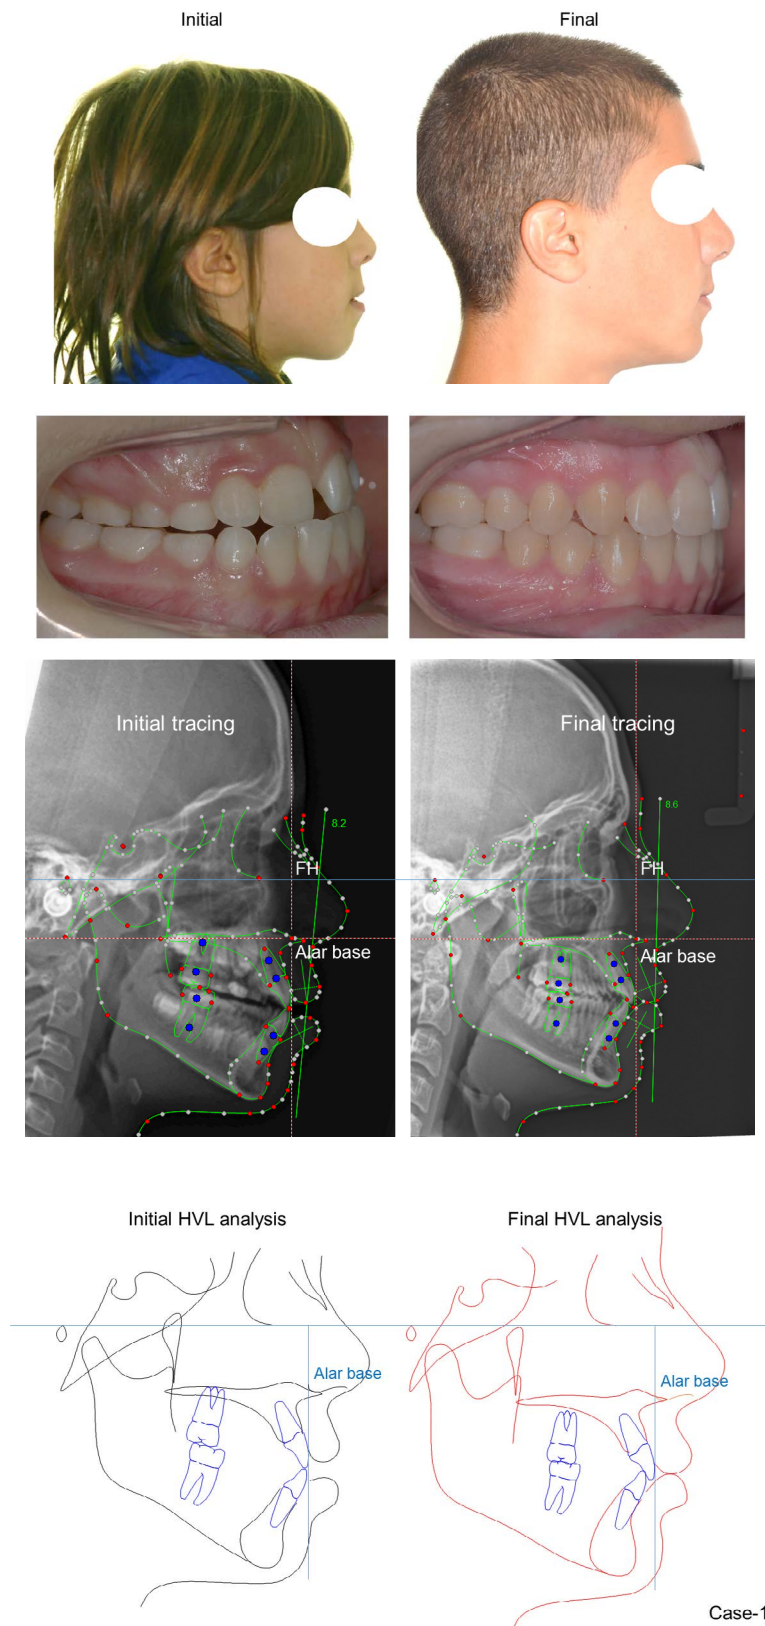 Initial
Final
Initial tracing
Final tracing
8.2
8.6
FH
FH
Alar base
Alar base
Initial HVL analysis
Final HVL analysis
Alar base
Alar base
Case-1